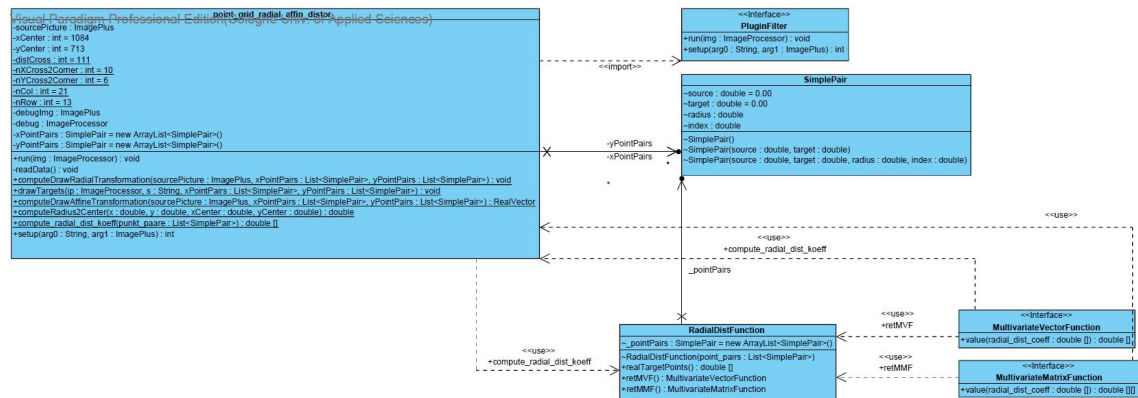 Visual Paradigm Professional Edition(Cologne Univ. of Applied Sciences)
point_grid_radial_affin_distor
-sourcePicture : ImagePlus
-xCenter : int = 1084
-yCenter : int = 713
-distCross : int = 111
-nXCross2Corner : int = 10
-nYCross2Corner : int = 6
-nCol : int = 21
-nRow : int = 13
-debugImg : ImagePlus
-debug : ImageProcessor
-xPointPairs : SimplePair = new ArrayList<SimplePair>()
-yPointPairs : SimplePair = new ArrayList<SimplePair>()
+run(img : ImageProcessor) : void
-readData() : void
+computeDrawRadialTransformation(sourcePicture : ImagePlus, xPointPairs : List<SimplePair>, yPointPairs : List<SimplePair>) : void
+drawTargets(ip : ImageProcessor, s : String, xPointPairs : List<SimplePair>, yPointPairs : List<SimplePair>) : void
+computeDrawAffineTransformation(sourcePicture : ImagePlus, xPointPairs : List<SimplePair>, yPointPairs : List<SimplePair>) : RealVector
+computeRadius2Center(x : double, y : double, xCenter : double, yCenter : double) : double
+compute_radial_dist_koeff(punkt_paare : List<SimplePair>) : double []
+setup(arg0 : String, arg1 : ImagePlus) : int
<<Interface>>
PluginFilter
+run(img : ImageProcessor) : void
+setup(arg0 : String, arg1 : ImagePlus) : int
<<import>>
SimplePair
~source : double = 0.00
~target : double = 0.00
~radius : double
~index : double
~SimplePair()
~SimplePair(source : double, target : double)
~SimplePair(source : double, target : double, radius : double, index : double)
-yPointPairs
-xPointPairs
*
*
<<use>>
<<use>>
+compute_radial_dist_koeff
_pointPairs
<<use>>
+compute_radial_dist_koeff
RadialDistFunction
~_pointPairs : SimplePair = new ArrayList<SimplePair>()
~RadialDistFunction(point_pairs : List<SimplePair>)
+realTargetPoints() : double []
+retMVF() : MultivariateVectorFunction
+retMMF() : MultivariateMatrixFunction
<<use>>
+retMVF
<<use>>
+retMMF
<<Interface>>
MultivariateVectorFunction
+value(radial_dist_coeff : double []) : double []
<<Interface>>
MultivariateMatrixFunction
+value(radial_dist_coeff : double []) : double [][]